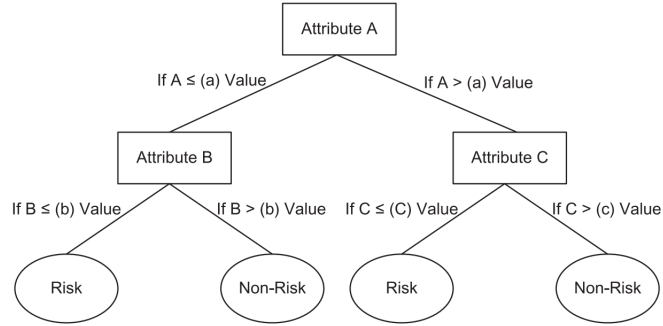 Attribute A
If A ≤ (a) Value
If A > (a) Value
Attribute B
Attribute C
If B ≤ (b) Value
If B > (b) Value
If C ≤ (C) Value
If C > (c) Value
Risk
Non-Risk
Risk
Non-Risk